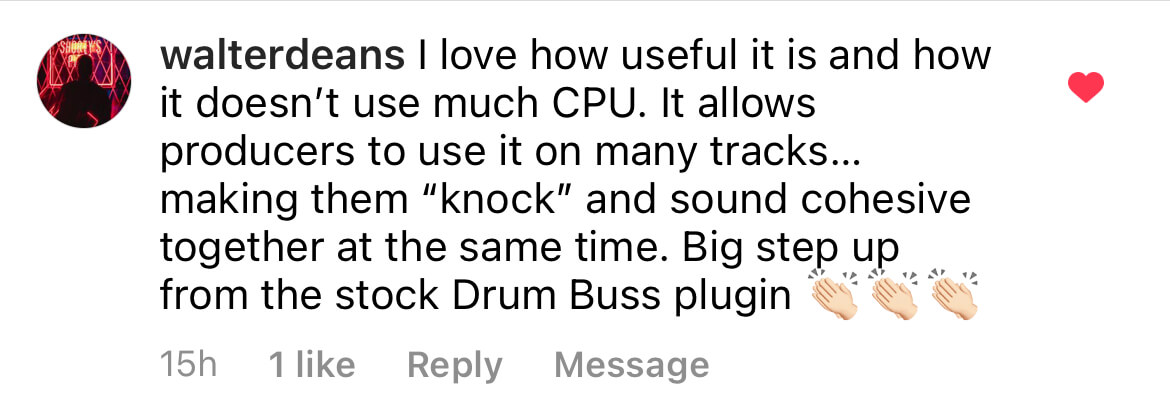 walterdeans I love how useful it is and how
it doesn’t use much CPU. It allows
producers to use it on many tracks...
making them “knock” and sound cohesive
together at the same time. Big step up
from the stock Drum Buss plugin 👏🏻👏🏻👏🏻
15h 1 like Reply Message